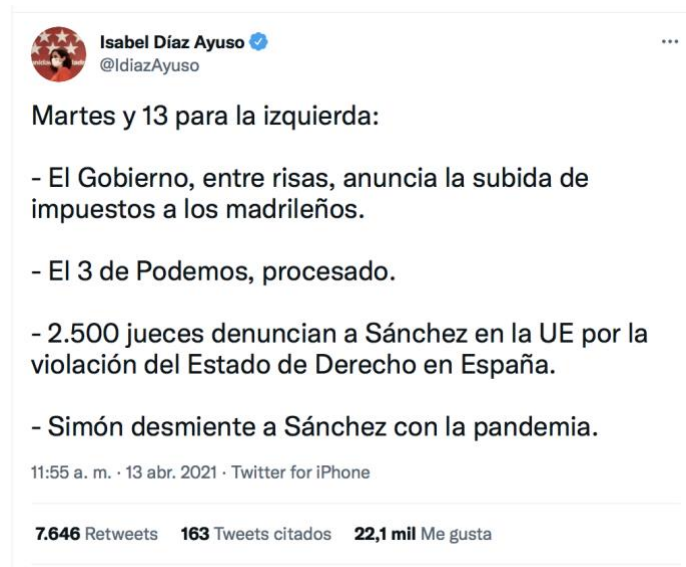 Isabel Díaz Ayuso
@IdiazAyuso
Martes y 13 para la izquierda:
- El Gobierno, entre risas, anuncia la subida de
impuestos a los madrileños.
- El 3 de Podemos, procesado.
- 2.500 jueces denuncian a Sánchez en la UE por la
violación del Estado de Derecho en España.
- Simón desmiente a Sánchez con la pandemia.
11:55 a. m. · 13 abr. 2021 · Twitter for iPhone
7.646 Retweets 163 Tweets citados 22,1 mil Me gusta